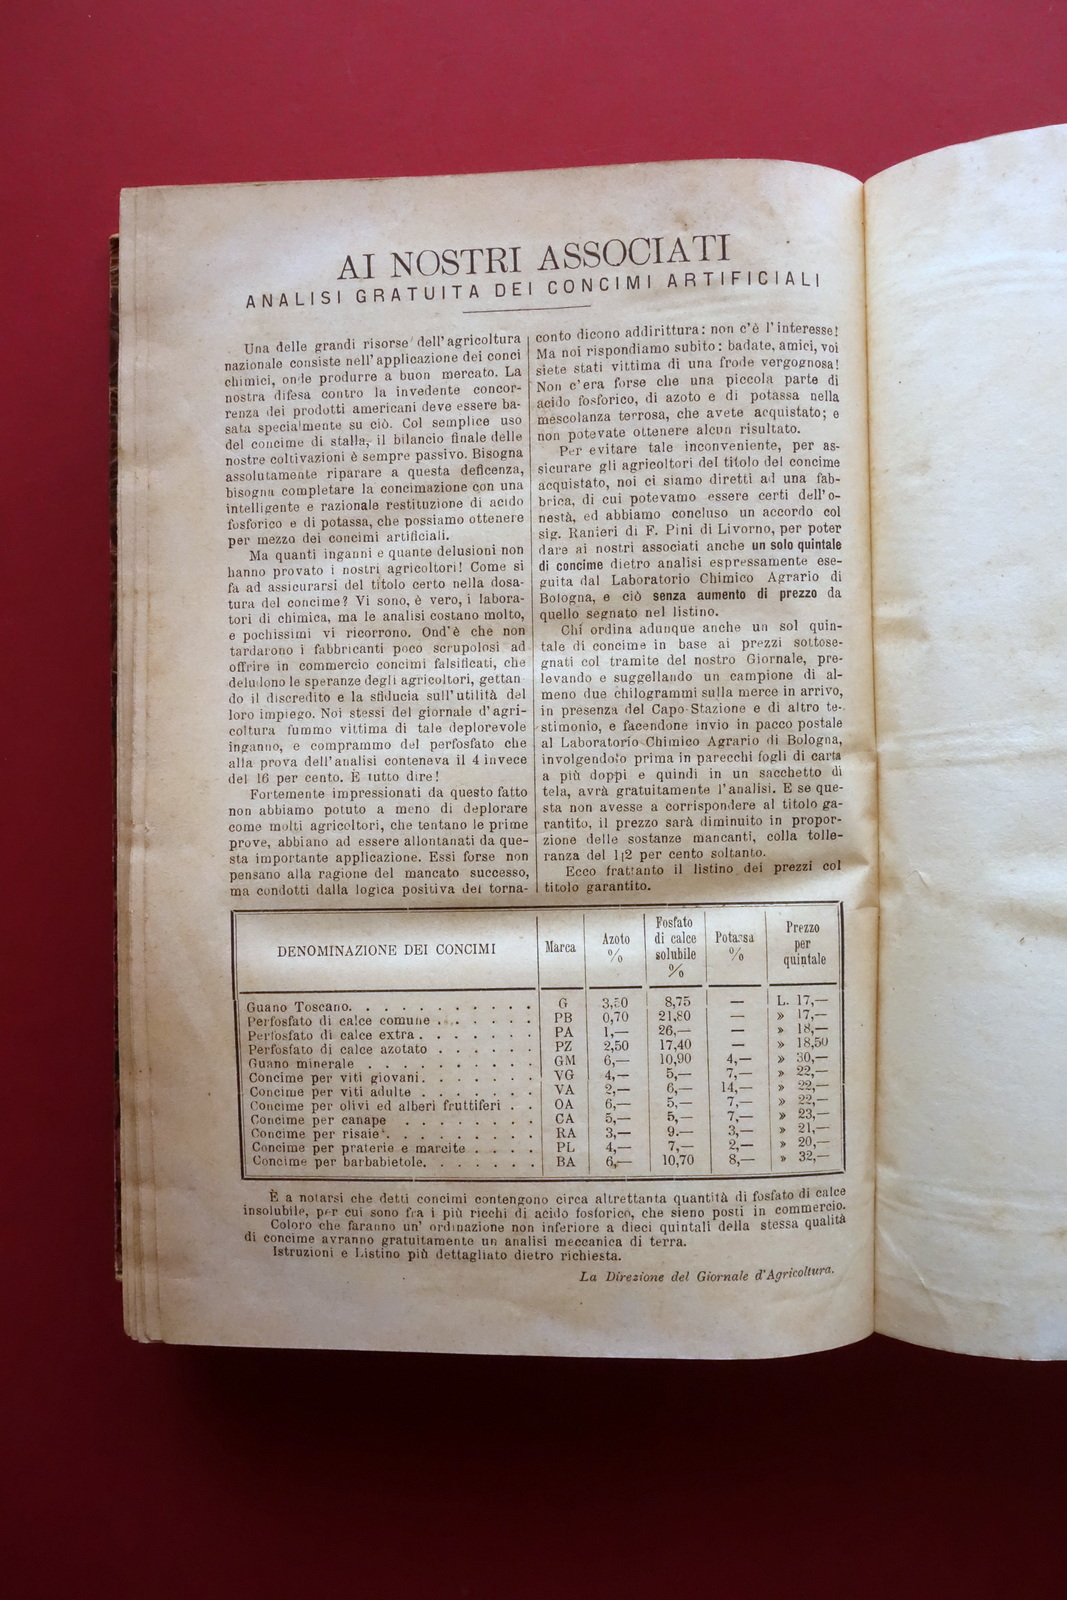 AI NOSTRI ASSOCIATI
ANALISI GRATUITA DEI CONCIMI ARTIFICIALI
Una delle grandi risorse dell'agricoltura
nazionale consiste nell'applicazione dei conci
chimici, onde produrre a buon mercato. La
nostra difesa contro la invedente concor-
renza dei prodotti americani deve essere ba-
sata specialmente su ciò. Col semplice uso
del concime di stalla, il bilancio finale delle
nostre coltivazioni è sempre passivo. Bisogna
assolutamente riparare a questa deficenza,
bisogna completare la concimazione con una
intelligente e razionale restituzione di acido
fosforico e di potassa, che possiamo ottenere
per mezzo dei concimi artificiali.
Ma quanti inganni e quante delusioni non
hanno provato i nostri agricoltori! Come si
fa ad assicurarsi del titolo certo nella dosa-
tura del concime? Vi sono, è vero, i labora-
tori di chimica, ma le analisi costano molto,
e pochissimi vi ricorrono. Ond'è che non
tardarono i fabbricanti poco scrupolosi ad
offrire in commercio concimi falsificati, che
deludono le speranze degli agricoltori, gettan-
do il discredito e la sfiducia sull'utilità del
loro impiego. Noi stessi del giornale d'agri-
coltura fummo vittima di tale deplorevole
inganno, e comprammo del perfosfato che
alla prova dell'analisi conteneva il 4 invece
del 16 per cento. È tutto dire!
Fortemente impressionati da questo fatto
non abbiamo potuto a meno di deplorare
come molti agricoltori, che tentano le prime
prove, abbiano ad essere allontanati da que-
sta importante applicazione. Essi forse non
pensano alla ragione del mancato successo,
ma condotti dalla logica positiva del torna-
conto dicono addirittura: non c'è l'interesse!
Ma noi rispondiamo subito: badate, amici, voi
siete stati vittima di una frode vergognosa!
Non c'era forse che una piccola parte di
acido fosforico, di azoto e di potassa nella
mescolanza terrosa, che avete acquistato; e
non potevate ottenere alcun risultato.
Per evitare tale inconveniente, per as-
sicurare gli agricoltori del titolo del concime
acquistato, noi ci siamo diretti ad una fab-
brica, di cui potevamo essere certi dell'o-
nestà, ed abbiamo concluso un accordo col
sig. Ranieri di F. Pini di Livorno, per poter
dare ai nostri associati anche un solo quintale
di concime dietro analisi espressamente ese-
guita dal Laboratorio Chimico Agrario di
Bologna, e ciò senza aumento di prezzo da
quello segnato nel listino.
Chi ordina adunque anche un sol quin-
tale di concime in base ai prezzi sottose-
gnati col tramite del nostro Giornale, pre-
levando e suggellando un campione di al-
meno due chilogrammi sulla merce in arrivo,
in presenza del Capo-Stazione e di altro te-
stimonio, e facendone invio in pacco postale
al Laboratorio Chimico Agrario di Bologna,
involgendolo prima in parecchi fogli di carta
a più doppi e quindi in un sacchetto di
tela, avrà gratuitamente l'analisi. E se que-
sta non avesse a corrispondere al titolo ga-
rantito, il prezzo sarà diminuito in propor-
zione delle sostanze mancanti, colla tolle-
ranza del 1|2 per cento soltanto.
Ecco frattanto il listino dei prezzi col
titolo garantito.
DENOMINAZIONE DEI CONCIMI Marca Azoto % Fosfato di calce solubile % Potassa % Prezzo per quintale
Guano Toscano. . . . . . . . . . . G 3,50 8,75 — L. 17,—
Perfosfato di calce comune . . . . . . PB 0,70 21,80 — » 17,—
Perfosfato di calce extra . . . . . . . PA 1,— 26,— — » 18,—
Perfosfato di calce azotato . . . . . . PZ 2,50 17,40 — » 18,50
Guano minerale . . . . . . . . . . GM 6,— 10,90 4,— » 30,—
Concime per viti giovani. . . . . . . VG 4,— 5,— 7,— » 22,—
Concime per viti adulte . . . . . . . VA 2,— 6,— 14,— » 22,—
Concime per olivi ed alberi fruttiferi . . OA 6,— 5,— 7,— » 22,—
Concime per canape . . . . . . . . CA 5,— 5,— 7,— » 23,—
Concime per risaie . . . . . . . . . RA 3,— 9.— 3,— » 21,—
Concime per praterie e marcite . . . . PL 4,— 7,— 2,— » 20,—
Concime per barbabietole. . . . . . . BA 6,— 10,70 8,— » 32,—
È a notarsi che detti concimi contengono circa altrettanta quantità di fosfato di calce
insolubile, per cui sono fra i più ricchi di acido fosforico, che sieno posti in commercio.
Coloro che faranno un' ordinazione non inferiore a dieci quintali della stessa qualità
di concime avranno gratuitamente un analisi meccanica di terra.
Istruzioni e Listino più dettagliato dietro richiesta.
La Direzione del Giornale d'Agricoltura.